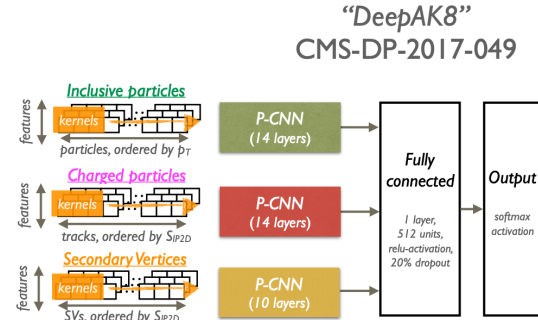 “DeepAK8”
CMS-DP-2017-049
Inclusive particles
features
kernels
particles, ordered by pT
P-CNN
(14 layers)
Charged particles
features
kernels
tracks, ordered by SIP2D
P-CNN
(14 layers)
Secondary Vertices
features
kernels
SVs, ordered by SIP2D
P-CNN
(10 layers)
Fully
connected
1 layer,
512 units,
relu-activation,
20% dropout
Output
softmax
activation